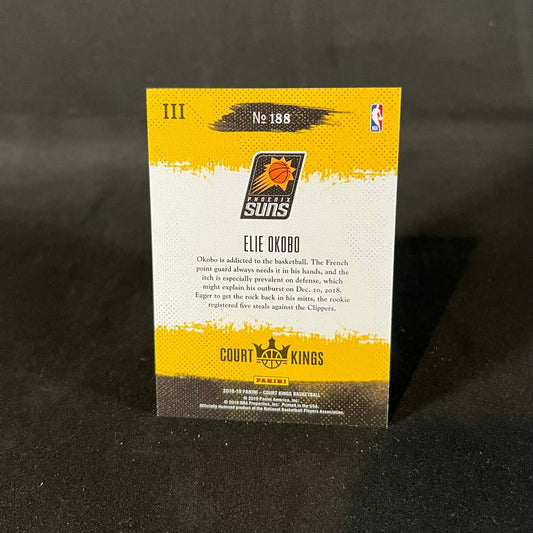 III
No 188
NBA
PHOENIX
SUNS
ELIE OKOBO
Okobo is addicted to the basketball. The French
point guard always needs it in his hands, and the
itch is especially prevalent on defense, which
might explain his outburst on Dec. 10, 2018.
Eager to get the rock back in his mitts, the rookie
registered five steals against the Clippers.
COURT KINGS
PANINI
2018-19 PANINI – COURT KINGS BASKETBALL
© 2019 Panini America, Inc.
© 2019 NBA Properties, Inc. Printed in the USA.
Officially licensed product of the National Basketball Players Association.